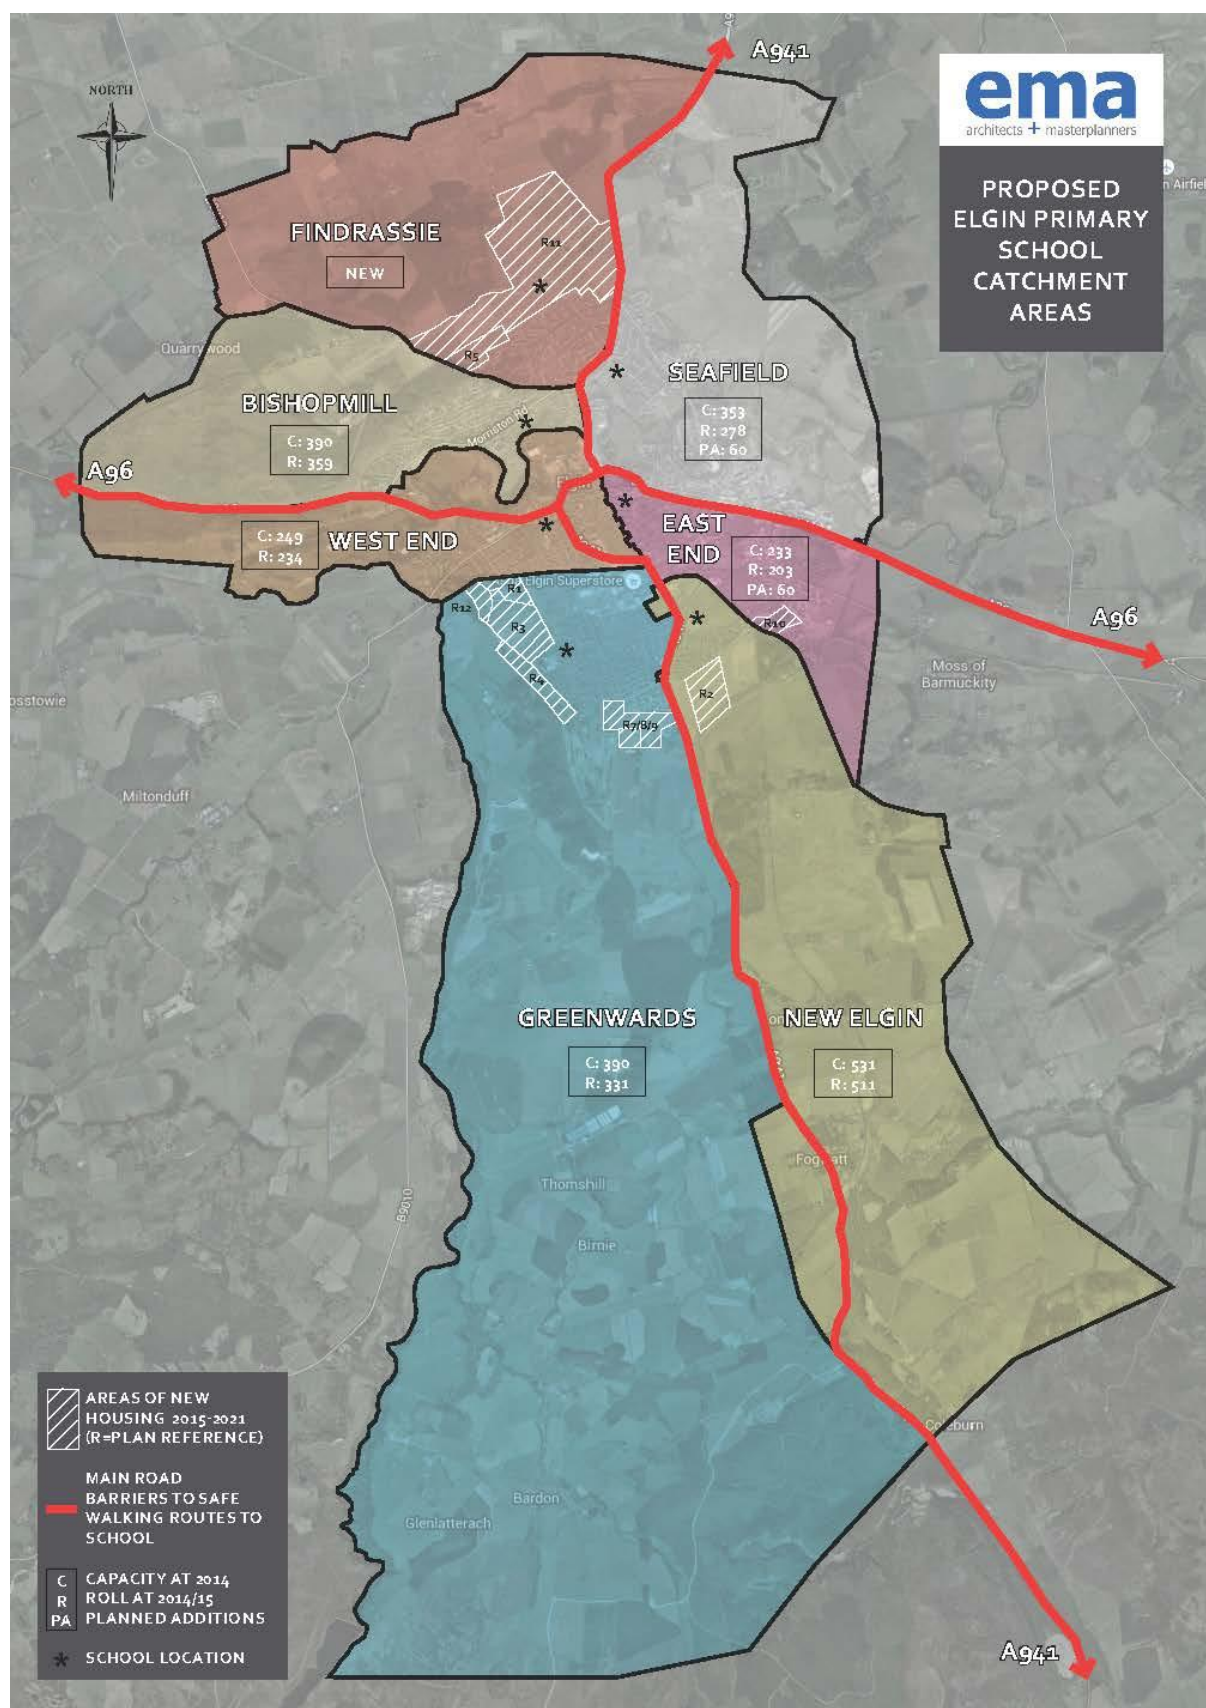 A941
NORTH
ema
architects + masterplanners
PROPOSED
ELGIN PRIMARY
SCHOOL
CATCHMENT
AREAS
n Airfiel
FINDRASSIE
NEW
R11
R5
Quarrywood
SEAFIELD
C: 353
R: 278
PA: 60
BISHOPMILL
C: 390
R: 359
Morriston Rd
A96
Elgin
WEST END
C: 249
R: 234
EAST
END
C: 233
R: 203
PA: 60
Elgin Superstore
R1
R12
R3
R4
R10
R2
R7/8/9
A96
Moss of
Barmuckity
osstowie
Miltonduff
GREENWARDS
C: 390
R: 331
NEW ELGIN
C: 531
R: 511
A941
Fogwatt
Thomshill
B9010
Birnie
Coleburn
Bardon
Glenlatterach
AREAS OF NEW
HOUSING 2015-2021
(R=PLAN REFERENCE)
MAIN ROAD
BARRIERS TO SAFE
WALKING ROUTES TO
SCHOOL
C CAPACITY AT 2014
R ROLL AT 2014/15
PA PLANNED ADDITIONS
* SCHOOL LOCATION
A941